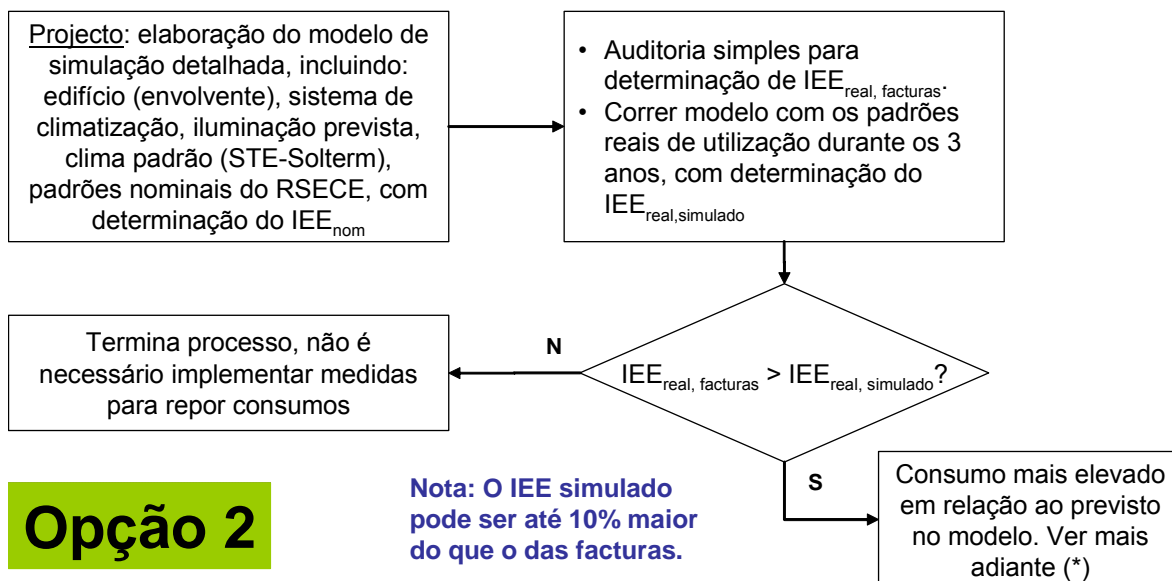 Projecto: elaboração do modelo de
simulação detalhada, incluindo:
edifício (envolvente), sistema de
climatização, iluminação prevista,
clima padrão (STE-Solterm),
padrões nominais do RSECE, com
determinação do IEEnom
• Auditoria simples para
determinação de IEEreal, facturas.
• Correr modelo com os padrões
reais de utilização durante os 3
anos, com determinação do
IEEreal,simulado
IEEreal, facturas > IEEreal, simulado?
N
Termina processo, não é
necessário implementar medidas
para repor consumos
S
Consumo mais elevado
em relação ao previsto
no modelo. Ver mais
adiante (*)
Opção 2
Nota: O IEE simulado
pode ser até 10% maior
do que o das facturas.